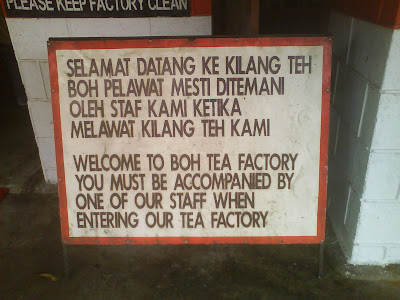 PLEASE KEEP FACTORY CLEAN
SELAMAT DATANG KE KILANG TEH
BOH PELAWAT MESTI DITEMANI
OLEH STAF KAMI KETIKA
MELAWAT KILANG TEH KAMI
WELCOME TO BOH TEA FACTORY
YOU MUST BE ACCOMPANIED BY
ONE OF OUR STAFF WHEN
ENTERING OUR TEA FACTORY